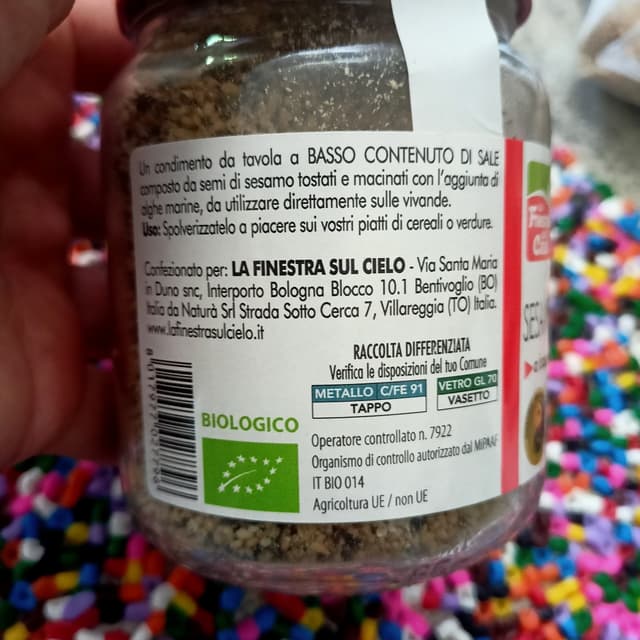 Un condimento da tavola a BASSO CONTENUTO DI SALE
composto da semi di sesamo tostati e macinati con l'aggiunta di
alghe marine, da utilizzare direttamente sulle vivande.
Uso: Spolverizzatelo a piacere sui vostri piatti di cereali o verdure.
Confezionato per: LA FINESTRA SUL CIELO - Via Santa Maria
in Duno snc, Interporto Bologna Blocco 10.1 Bentivoglio (BO)
Italia da Naturà Srl Strada Sotto Cerca 7, Villareggia (TO) Italia.
www.lafinestrasulcielo.it
RACCOLTA DIFFERENZIATA
Verifica le disposizioni del tuo Comune
METALLO C/FE 91
TAPPO
VETRO GL 70
VASETTO
BIOLOGICO
Operatore controllato n. 7922
Organismo di controllo autorizzato dal MiPAAF
IT BIO 014
Agricoltura UE / non UE